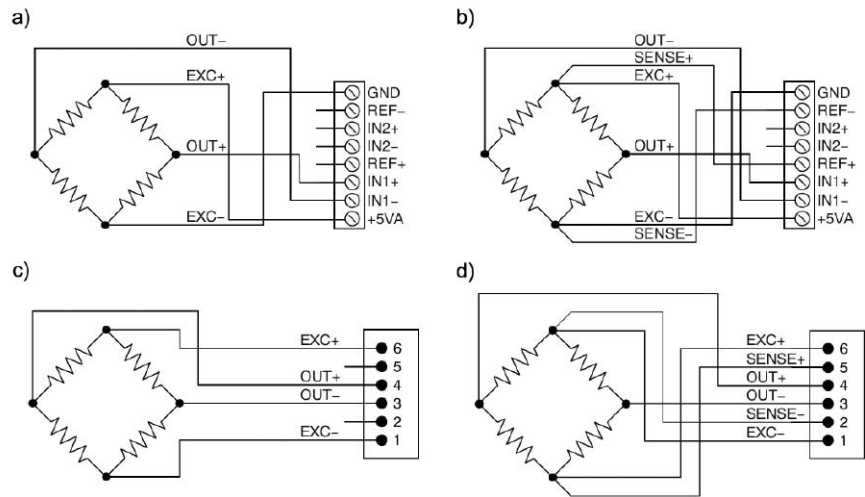 a)
OUT−
EXC+
OUT+
EXC−
GND
REF−
IN2+
IN2−
REF+
IN1+
IN1−
+5VA
b)
OUT−
SENSE+
EXC+
OUT+
EXC−
SENSE−
GND
REF−
IN2+
IN2−
REF+
IN1+
IN1−
+5VA
c)
EXC+
OUT+
OUT−
EXC−
6
5
4
3
2
1
d)
EXC+
SENSE+
OUT+
OUT−
SENSE−
EXC−
6
5
4
3
2
1